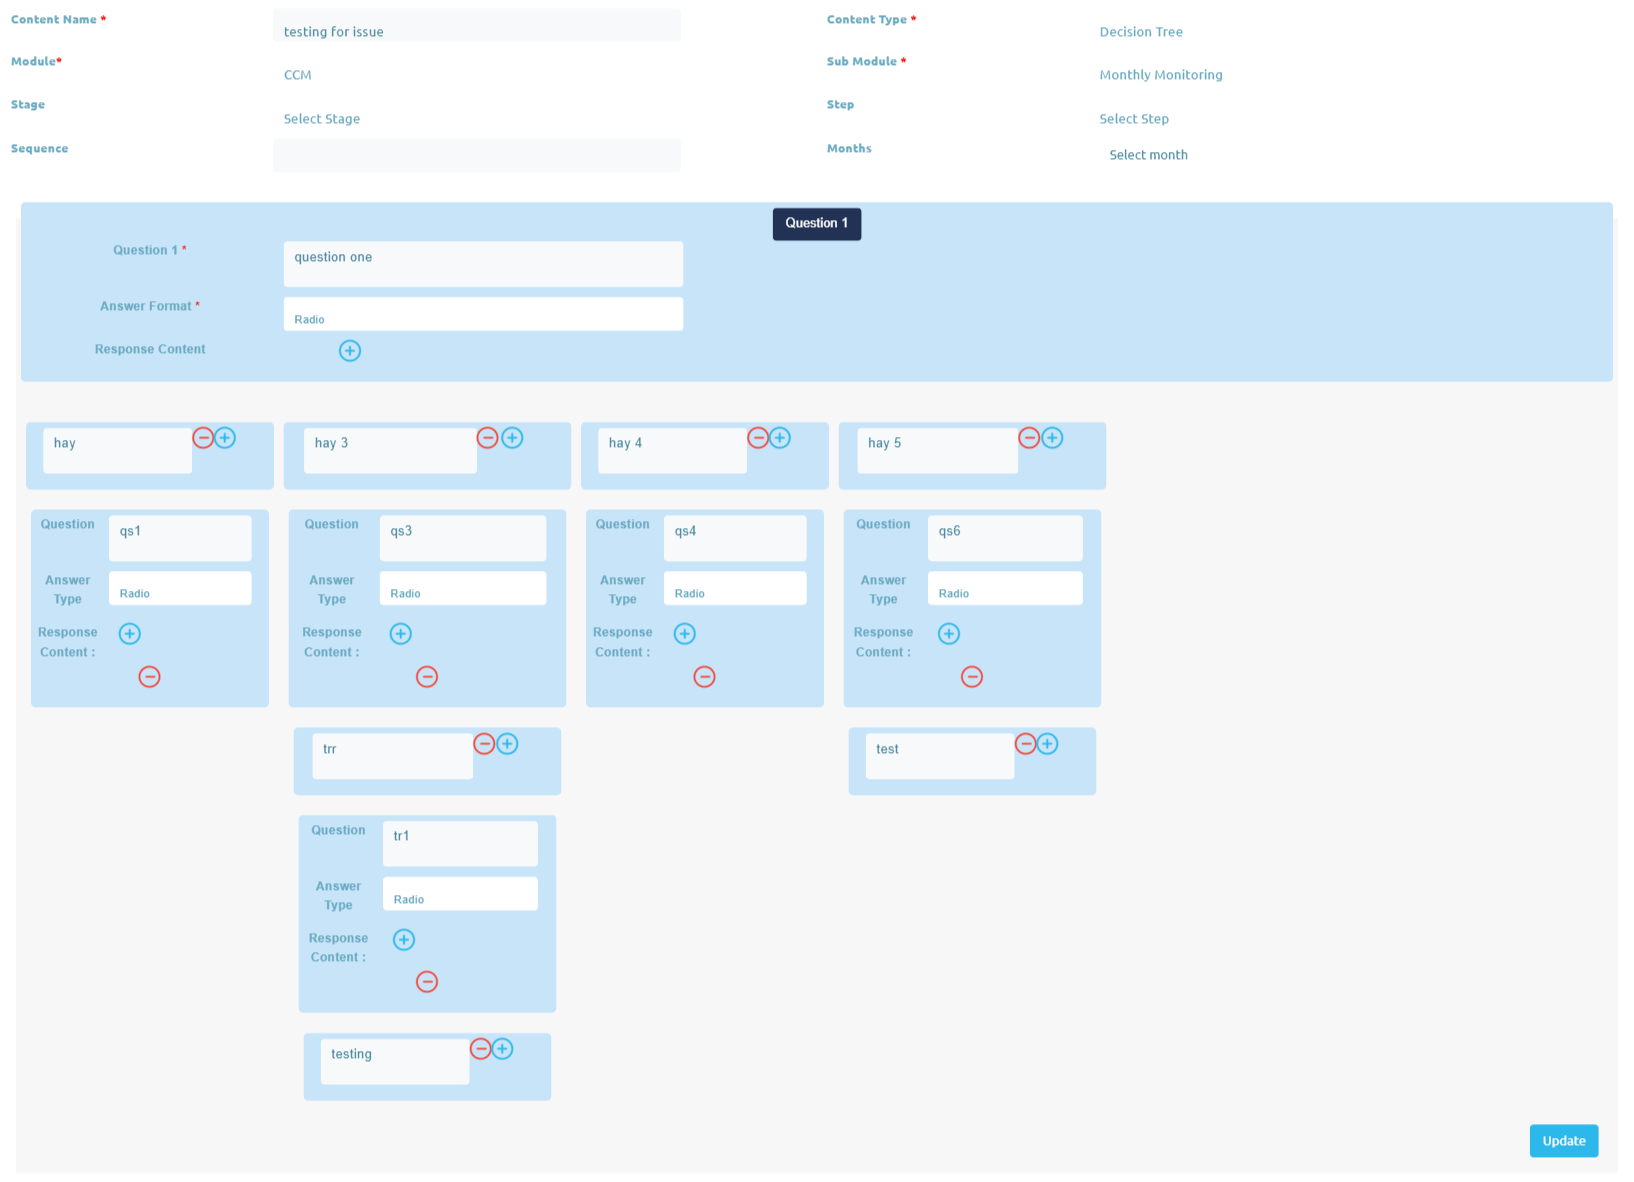 Content Name *
testing for issue
Content Type *
Decision Tree
Module*
CCM
Sub Module *
Monthly Monitoring
Stage
Select Stage
Step
Select Step
Sequence
Months
Select month
Question 1
Question 1 *
question one
Answer Format *
Radio
Response Content
hay
hay 3
hay 4
hay 5
Question
qs1
Question
qs3
Question
qs4
Question
qs6
Answer
Type
Radio
Answer
Type
Radio
Answer
Type
Radio
Answer
Type
Radio
Response
Content :
Response
Content :
Response
Content :
Response
Content :
trr
test
Question
tr1
Answer
Type
Radio
Response
Content :
testing
Update